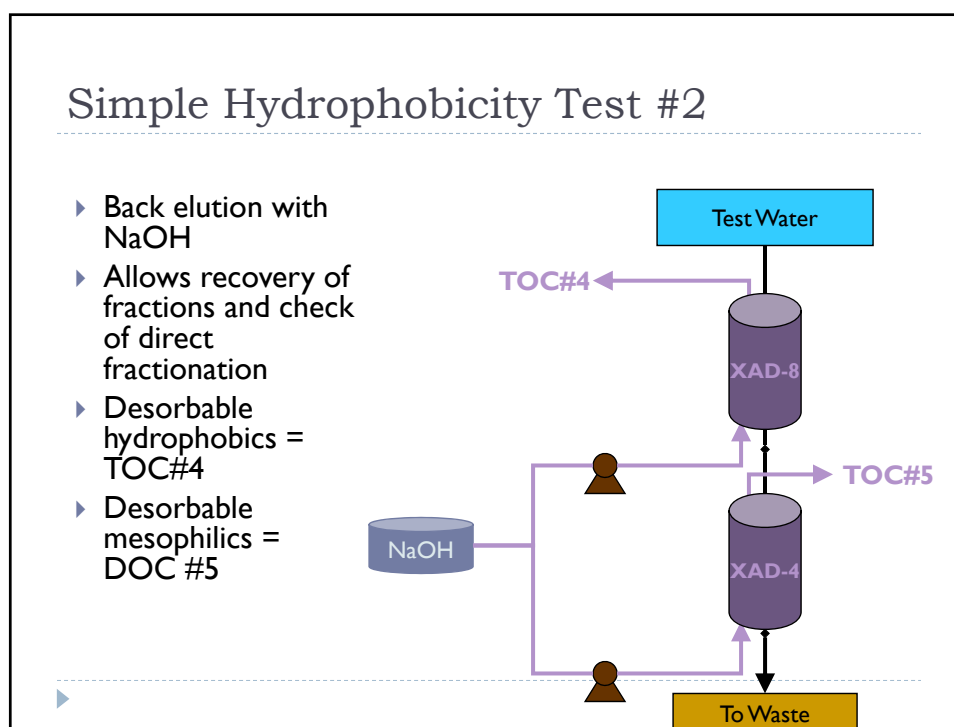 Simple Hydrophobicity Test #2
Back elution with
NaOH
Allows recovery of
fractions and check
of direct
fractionation
Desorbable
hydrophobics =
TOC#4
Desorbable
mesophilics =
DOC #5
Test Water
TOC#4
XAD-8
TOC#5
NaOH
XAD-4
To Waste